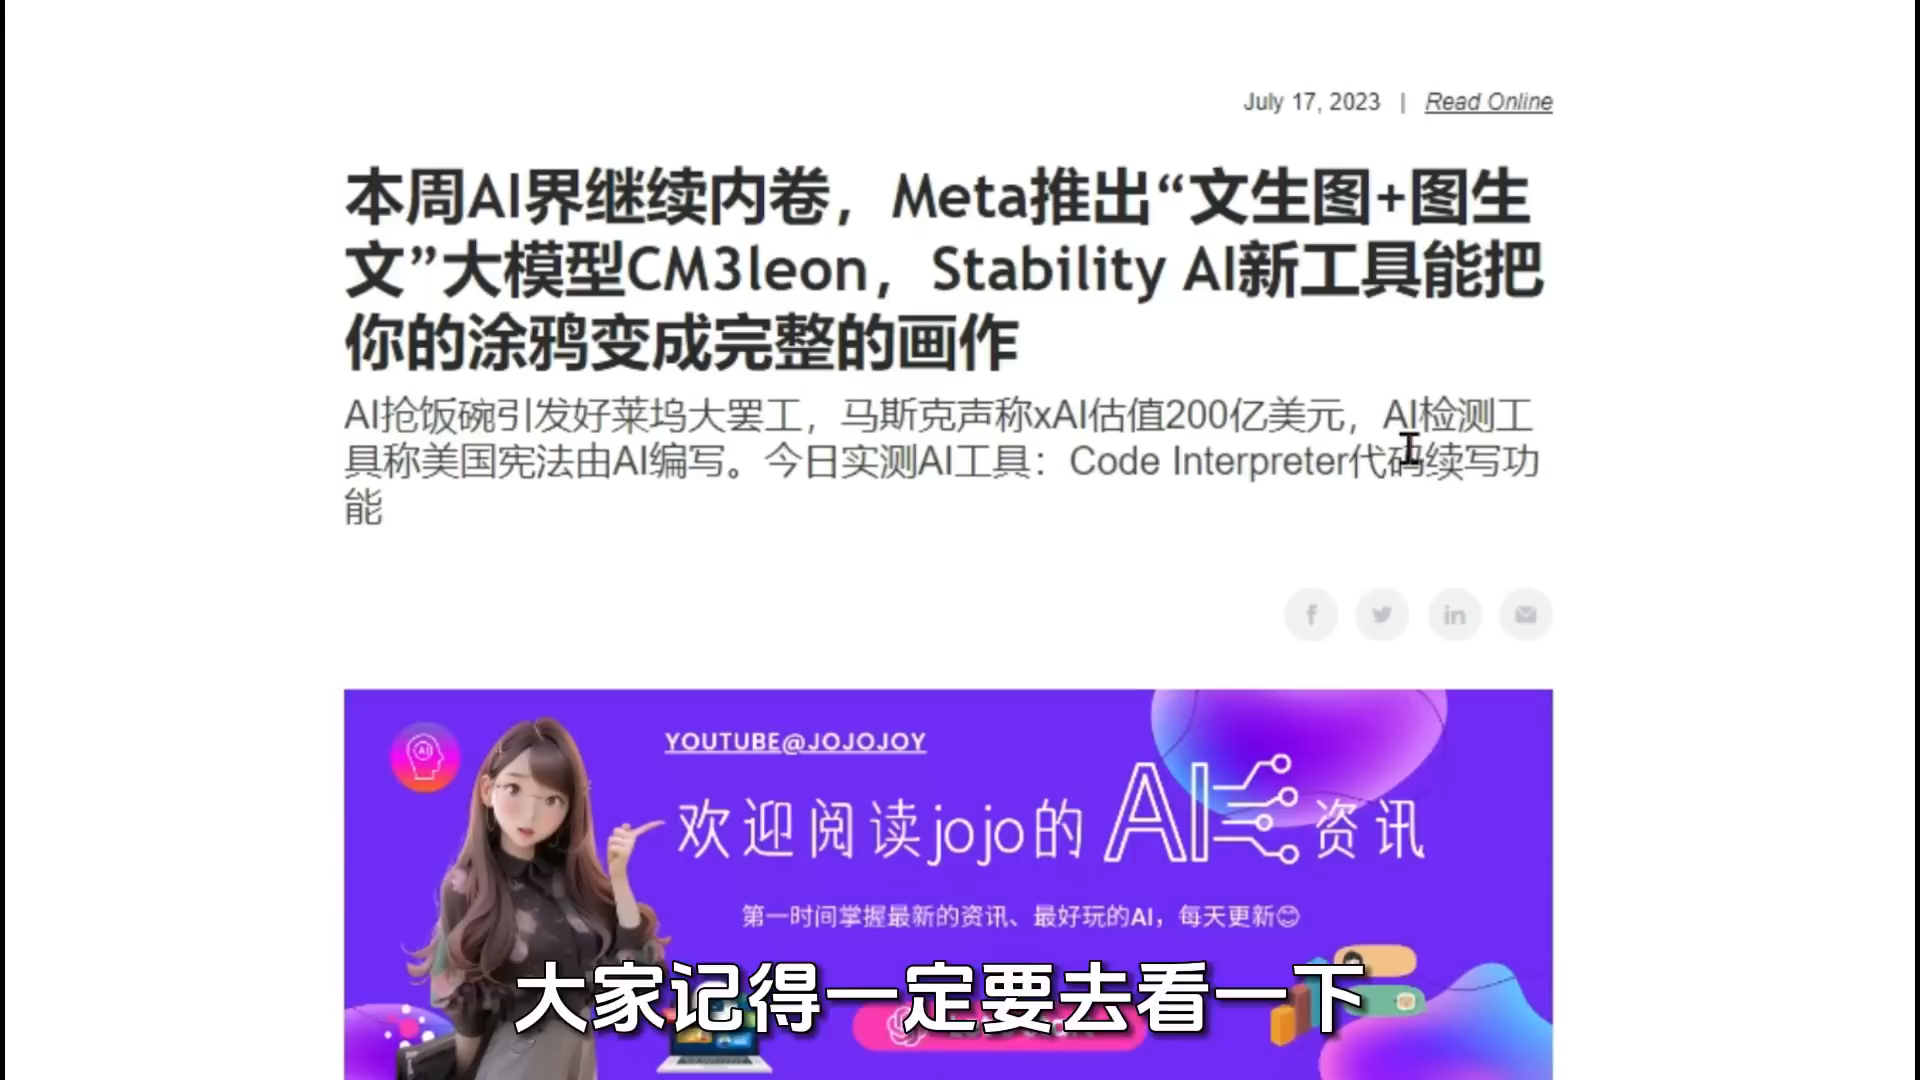 July 17, 2023 | Read Online
本周AI界继续内卷，Meta推出“文生图+图生
文”大模型CM3leon，Stability AI新工具能把
你的涂鸦变成完整的画作
AI抢饭碗引发好莱坞大罢工，马斯克声称xAI估值200亿美元，AI检测工
具称美国宪法由AI编写。今日实测AI工具：Code Interpreter代码续写功
能
AI
YOUTUBE@JOJOJOY
欢迎阅读jojo的AI资讯
第一时间掌握最新的资讯、最好玩的AI，每天更新😊
大家记得一定要去看一下